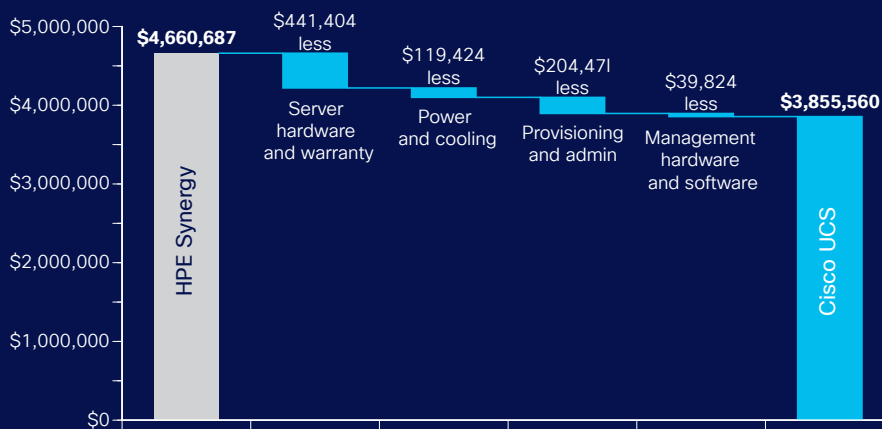 $5,000,000
$4,000,000
$3,000,000
$2,000,000
$1,000,000
$0
$4,660,687
HPE Synergy
$441,404
less
Server
hardware
and warranty
$119,424
less
Power
and cooling
$204,47l
less
Provisioning
and admin
$39,824
less
Management
hardware
and software
$3,855,560
Cisco UCS